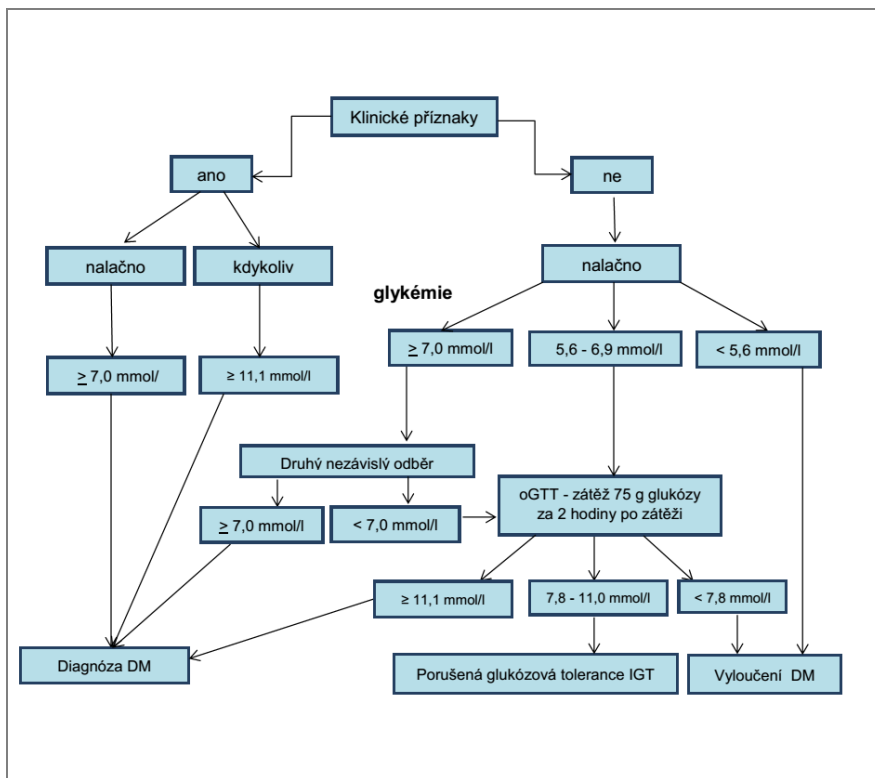 Klinické příznaky
ano
ne
nalačno
kdykoliv
nalačno
glykémie
≥ 7,0 mmol/
≥ 11,1 mmol/l
≥ 7,0 mmol/l
5,6 - 6,9 mmol/l
< 5,6 mmol/l
Druhý nezávislý odběr
oGTT - zátěž 75 g glukózy
za 2 hodiny po zátěži
≥ 7,0 mmol/l
< 7,0 mmol/l
≥ 11,1 mmol/l
7,8 - 11,0 mmol/l
< 7,8 mmol/l
Diagnóza DM
Porušená glukózová tolerance IGT
Vyloučení DM